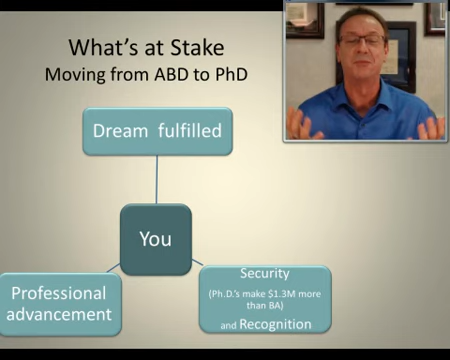 What's at Stake
Moving from ABD to PhD
Dream fulfilled
You
Professional
advancement
Security
(Ph.D.'s make $1.3M more
than BA)
and Recognition